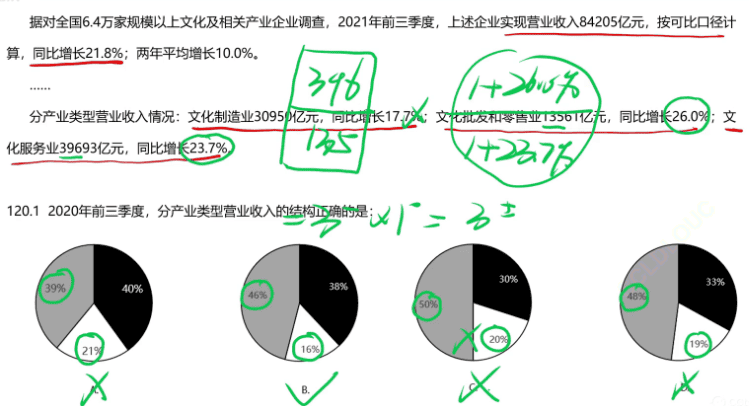 据对全国6.4万家规模以上文化及相关产业企业调查，2021年前三季度，上述企业实现营业收入84205亿元，按可比口径计
算，同比增长21.8%；两年平均增长10.0%。
……
396
135
1+26.0%
1+23.7%
分产业类型营业收入情况：文化制造业30950亿元，同比增长17.7%；文化批发和零售业13561亿元，同比增长26.0%；文
化服务业39693亿元，同比增长23.7%。
120.1 2020年前三季度，分产业类型营业收入的结构正确的是：
=3⁻×1⁺=3±
39% 40% 21%
46% 38% 16%
50% 30% 20%
48% 33% 19%
B.